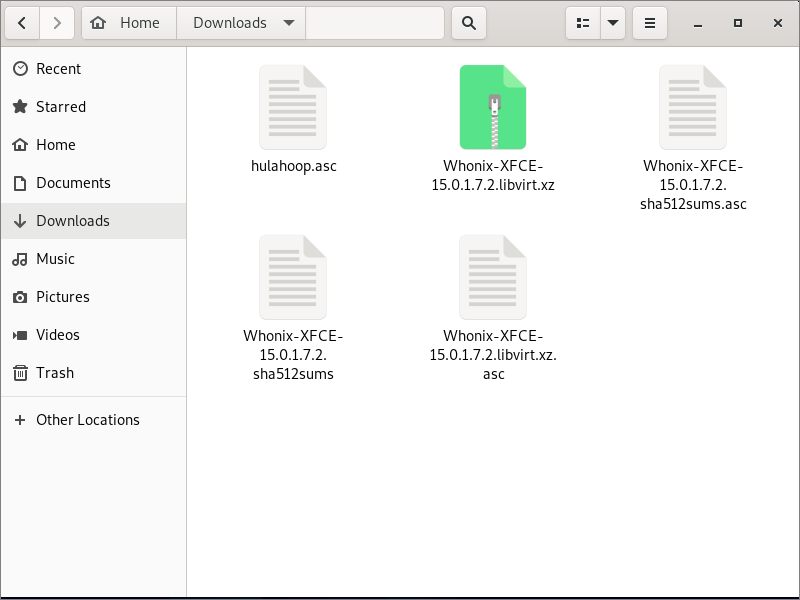 Home
Downloads
Recent
Starred
Home
Documents
Downloads
Music
Pictures
Videos
Trash
Other Locations
hulahoop.asc
Whonix-XFCE-
15.0.1.7.2.libvirt.xz
Whonix-XFCE-
15.0.1.7.2.
sha512sums.asc
Whonix-XFCE-
15.0.1.7.2.
sha512sums
Whonix-XFCE-
15.0.1.7.2.libvirt.xz.
asc